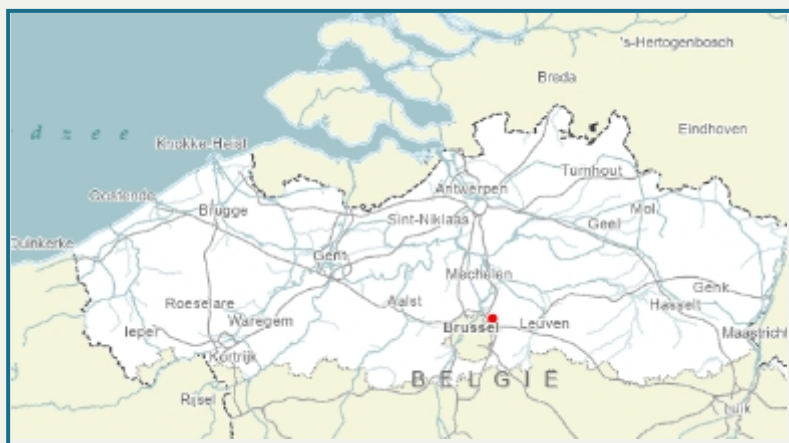 's-Hertogenbosch
Breda
dzee
Eindhoven
Knokke-Heist
Turnhout
Antwerpen
Oostende
Mol
Brugge
Sint-Niklaas
Geel
Duinkerke
Gent
Mechelen
Genk
Roeselare
Aalst
Hasselt
Waregem
Brussel
Leuven
Ieper
Maastricht
Kortrijk
BELGIË
Rijsel
Luik